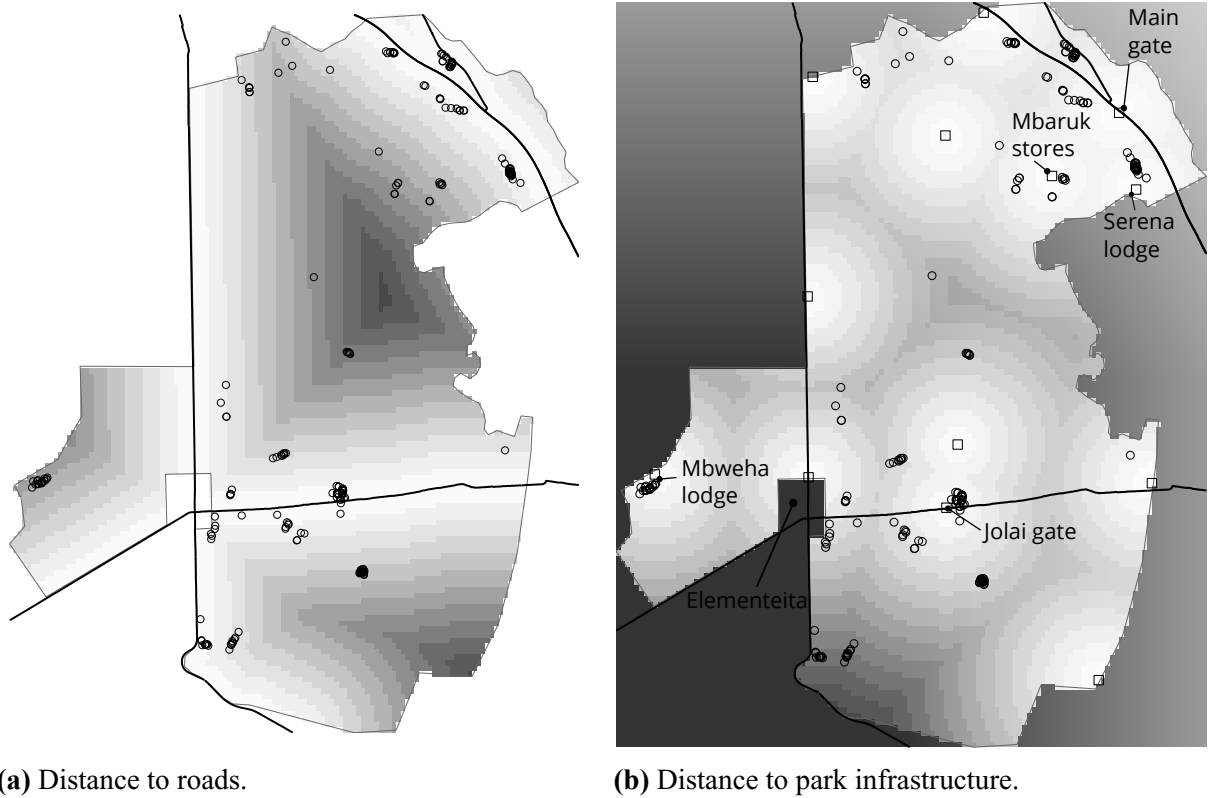 Main
gate
Mbaruk
stores
Serena
lodge
Mbweha
lodge
Jolai gate
Elementeita
(a) Distance to roads.
(b) Distance to park infrastructure.